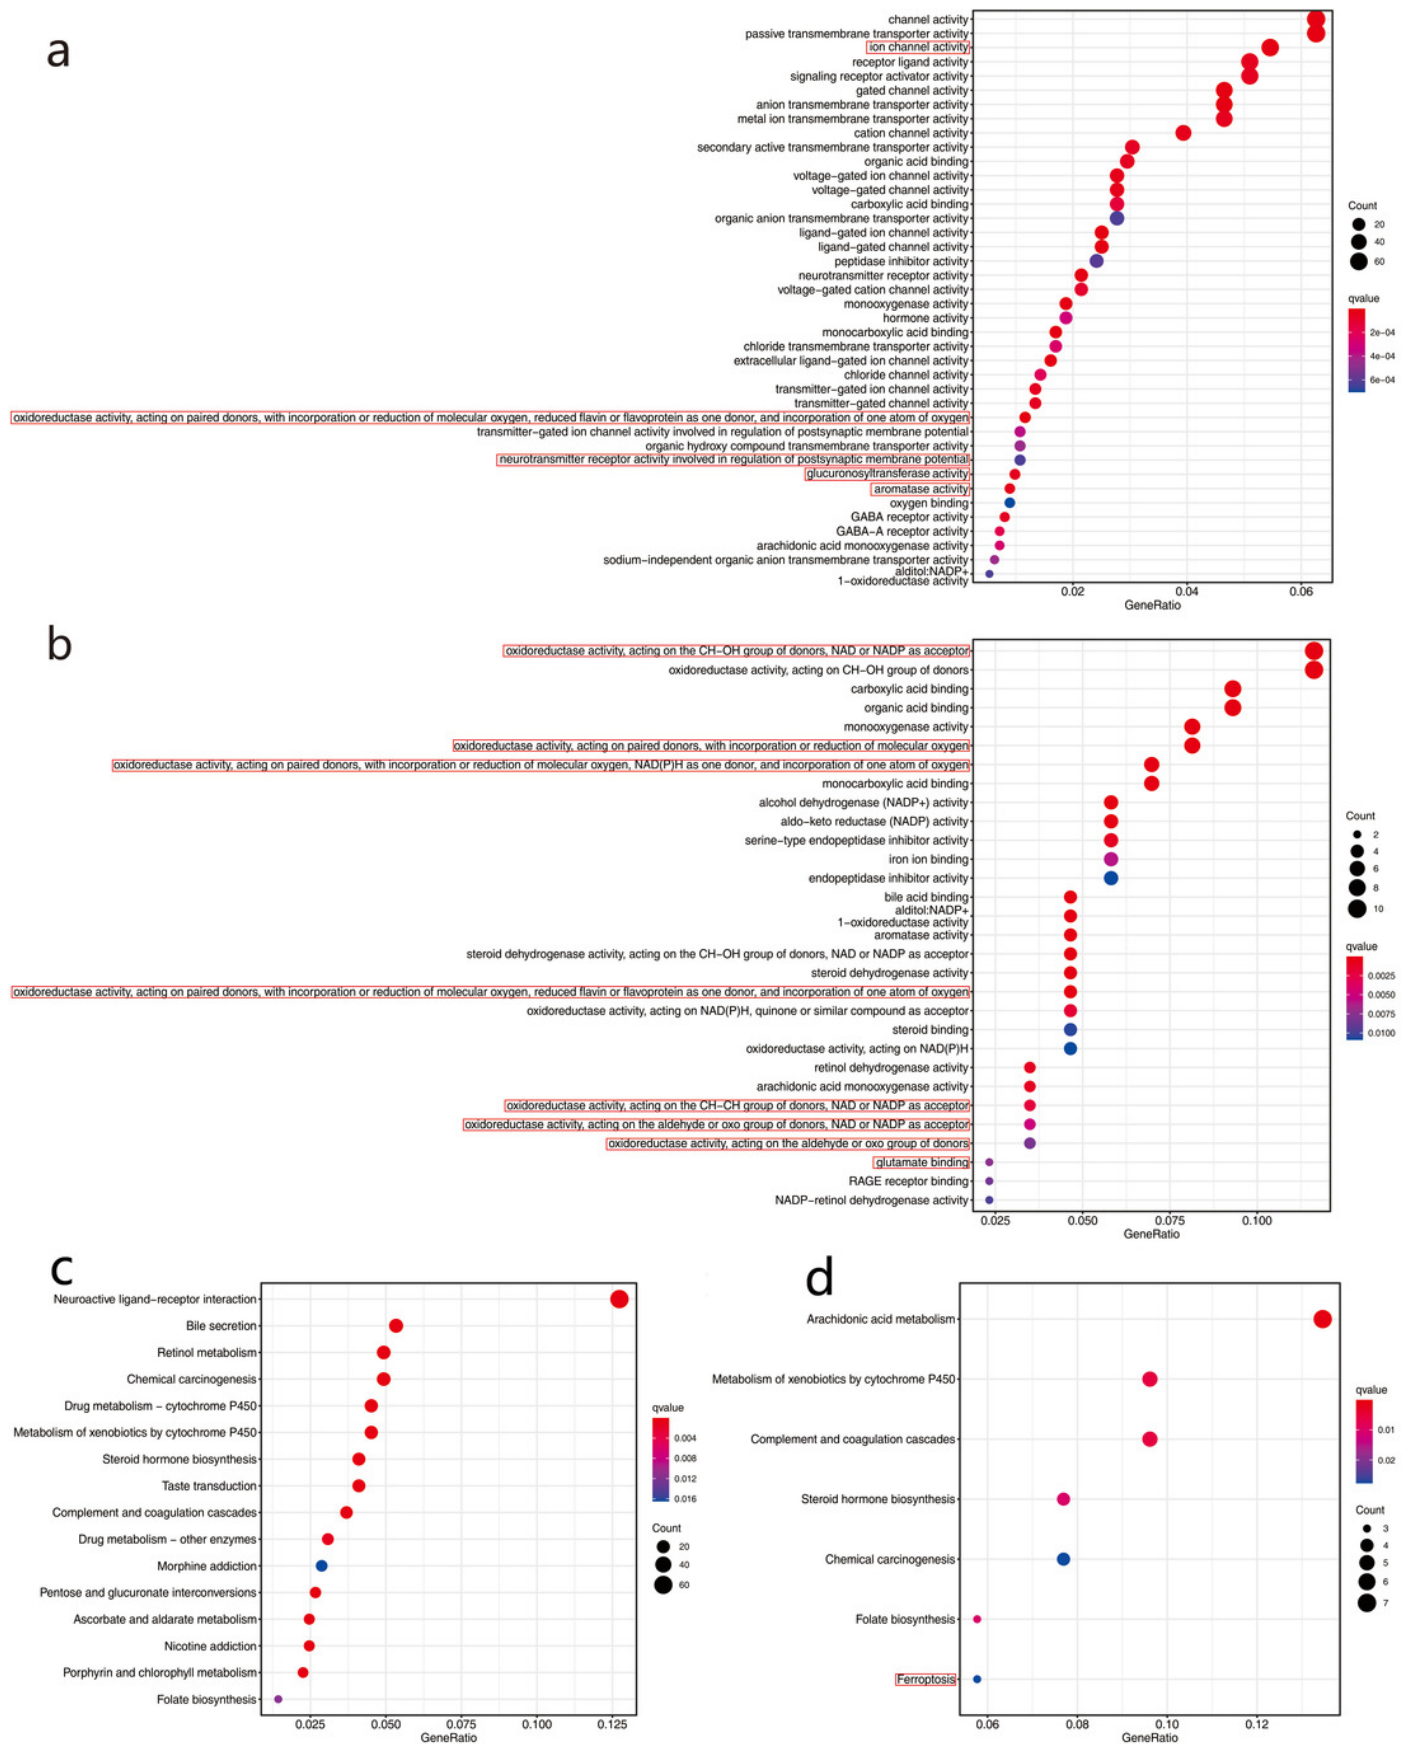 a
channel activity
passive transmembrane transporter activity
ion channel activity
receptor ligand activity
signaling receptor activator activity
gated channel activity
anion transmembrane transporter activity
metal ion transmembrane transporter activity
cation channel activity
secondary active transmembrane transporter activity
organic acid binding
voltage-gated ion channel activity
voltage-gated channel activity
carboxylic acid binding
organic anion transmembrane transporter activity
ligand-gated ion channel activity
ligand-gated channel activity
peptidase inhibitor activity
neurotransmitter receptor activity
voltage-gated cation channel activity
monooxygenase activity
hormone activity
monocarboxylic acid binding
chloride transmembrane transporter activity
extracellular ligand-gated ion channel activity
chloride channel activity
transmitter-gated ion channel activity
transmitter-gated channel activity
oxidoreductase activity, acting on paired donors, with incorporation or reduction of molecular oxygen, reduced flavin or flavoprotein as one donor, and incorporation of one atom of oxygen
transmitter-gated ion channel activity involved in regulation of postsynaptic membrane potential
organic hydroxy compound transmembrane transporter activity
neurotransmitter receptor activity involved in regulation of postsynaptic membrane potential
glucuronosyltransferase activity
aromatase activity
oxygen binding
GABA receptor activity
GABA-A receptor activity
arachidonic acid monooxygenase activity
sodium-independent organic anion transmembrane transporter activity
alditol:NADP+
1-oxidoreductase activity
0.02 0.04 0.06
GeneRatio
Count
20
40
60
qvalue
2e-04
4e-04
6e-04
b
oxidoreductase activity, acting on the CH-OH group of donors, NAD or NADP as acceptor
oxidoreductase activity, acting on CH-OH group of donors
carboxylic acid binding
organic acid binding
monooxygenase activity
oxidoreductase activity, acting on paired donors, with incorporation or reduction of molecular oxygen
oxidoreductase activity, acting on paired donors, with incorporation or reduction of molecular oxygen, NAD(P)H as one donor, and incorporation of one atom of oxygen
monocarboxylic acid binding
alcohol dehydrogenase (NADP+) activity
aldo-keto reductase (NADP) activity
serine-type endopeptidase inhibitor activity
iron ion binding
endopeptidase inhibitor activity
bile acid binding
alditol:NADP+
1-oxidoreductase activity
aromatase activity
steroid dehydrogenase activity, acting on the CH-OH group of donors, NAD or NADP as acceptor
steroid dehydrogenase activity
oxidoreductase activity, acting on paired donors, with incorporation or reduction of molecular oxygen, reduced flavin or flavoprotein as one donor, and incorporation of one atom of oxygen
oxidoreductase activity, acting on NAD(P)H, quinone or similar compound as acceptor
steroid binding
oxidoreductase activity, acting on NAD(P)H
retinol dehydrogenase activity
arachidonic acid monooxygenase activity
oxidoreductase activity, acting on the CH-CH group of donors, NAD or NADP as acceptor
oxidoreductase activity, acting on the aldehyde or oxo group of donors, NAD or NADP as acceptor
oxidoreductase activity, acting on the aldehyde or oxo group of donors
glutamate binding
RAGE receptor binding
NADP-retinol dehydrogenase activity
0.025 0.050 0.075 0.100
GeneRatio
Count
2
4
6
8
10
qvalue
0.0025
0.0050
0.0075
0.0100
c
Neuroactive ligand-receptor interaction
Bile secretion
Retinol metabolism
Chemical carcinogenesis
Drug metabolism - cytochrome P450
Metabolism of xenobiotics by cytochrome P450
Steroid hormone biosynthesis
Taste transduction
Complement and coagulation cascades
Drug metabolism - other enzymes
Morphine addiction
Pentose and glucuronate interconversions
Ascorbate and aldarate metabolism
Nicotine addiction
Porphyrin and chlorophyll metabolism
Folate biosynthesis
0.025 0.050 0.075 0.100 0.125
GeneRatio
qvalue
0.004
0.008
0.012
0.016
Count
20
40
60
d
Arachidonic acid metabolism
Metabolism of xenobiotics by cytochrome P450
Complement and coagulation cascades
Steroid hormone biosynthesis
Chemical carcinogenesis
Folate biosynthesis
Ferroptosis
0.06 0.08 0.10 0.12
GeneRatio
qvalue
0.01
0.02
Count
3
4
5
6
7